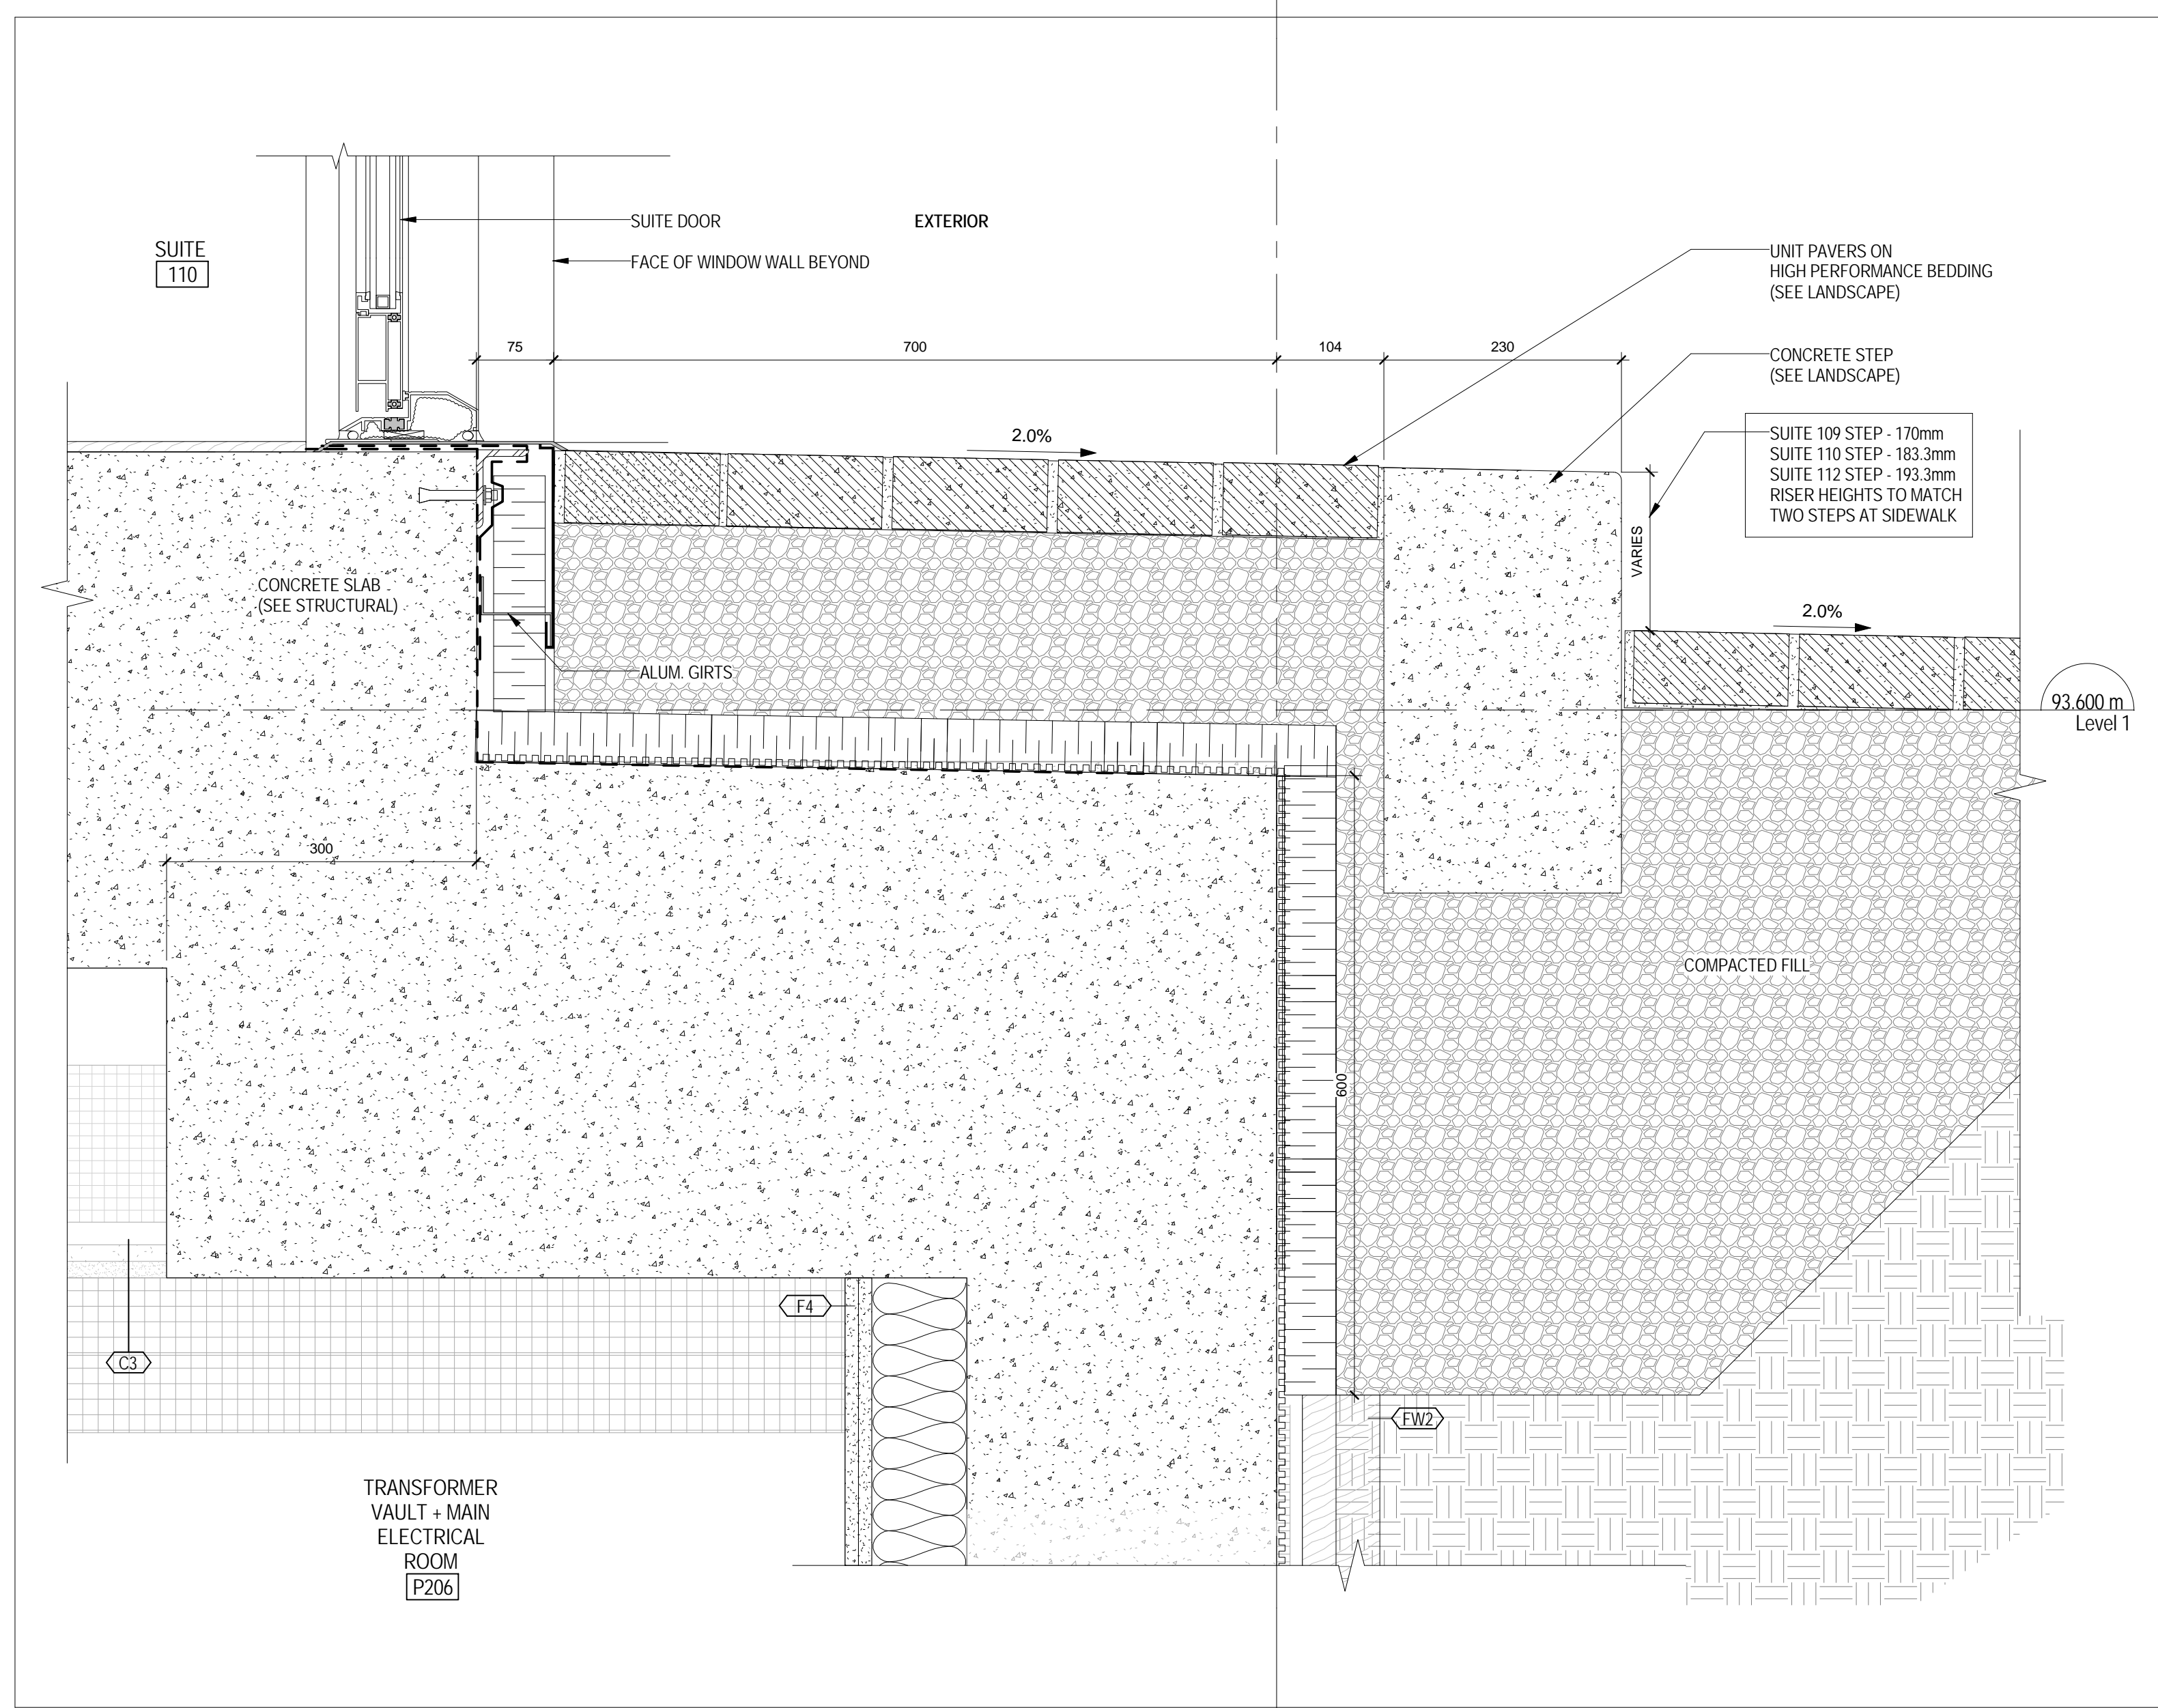 SUITE
110
SUITE DOOR
EXTERIOR
FACE OF WINDOW WALL BEYOND
UNIT PAVERS ON
HIGH PERFORMANCE BEDDING
(SEE LANDSCAPE)
75
700
104
230
CONCRETE STEP
(SEE LANDSCAPE)
2.0%
SUITE 109 STEP - 170mm
SUITE 110 STEP - 183.3mm
SUITE 112 STEP - 193.3mm
RISER HEIGHTS TO MATCH
TWO STEPS AT SIDEWALK
VARIES
CONCRETE SLAB
(SEE STRUCTURAL)
2.0%
ALUM. GIRTS
93.600 m
Level 1
300
COMPACTED FILL
600
F4
C3
FW2
TRANSFORMER
VAULT + MAIN
ELECTRICAL
ROOM
P206